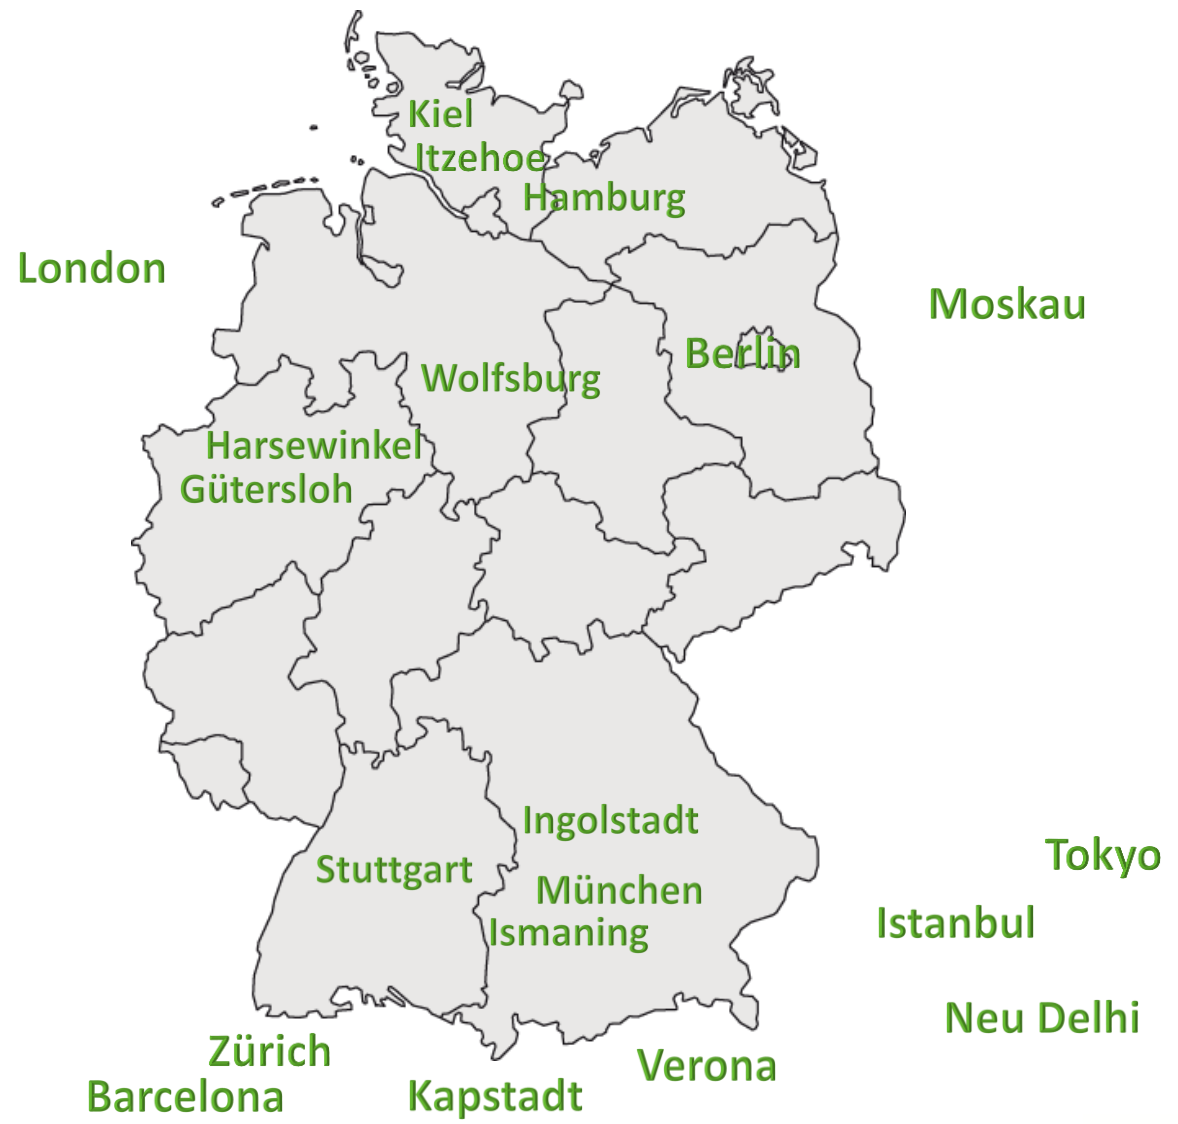 Kiel
Itzehoe
Hamburg
London
Moskau
Berlin
Wolfsburg
Harsewinkel
Gütersloh
Ingolstadt
Stuttgart
Tokyo
München
Istanbul
Ismaning
Neu Delhi
Zürich
Verona
Barcelona
Kapstadt